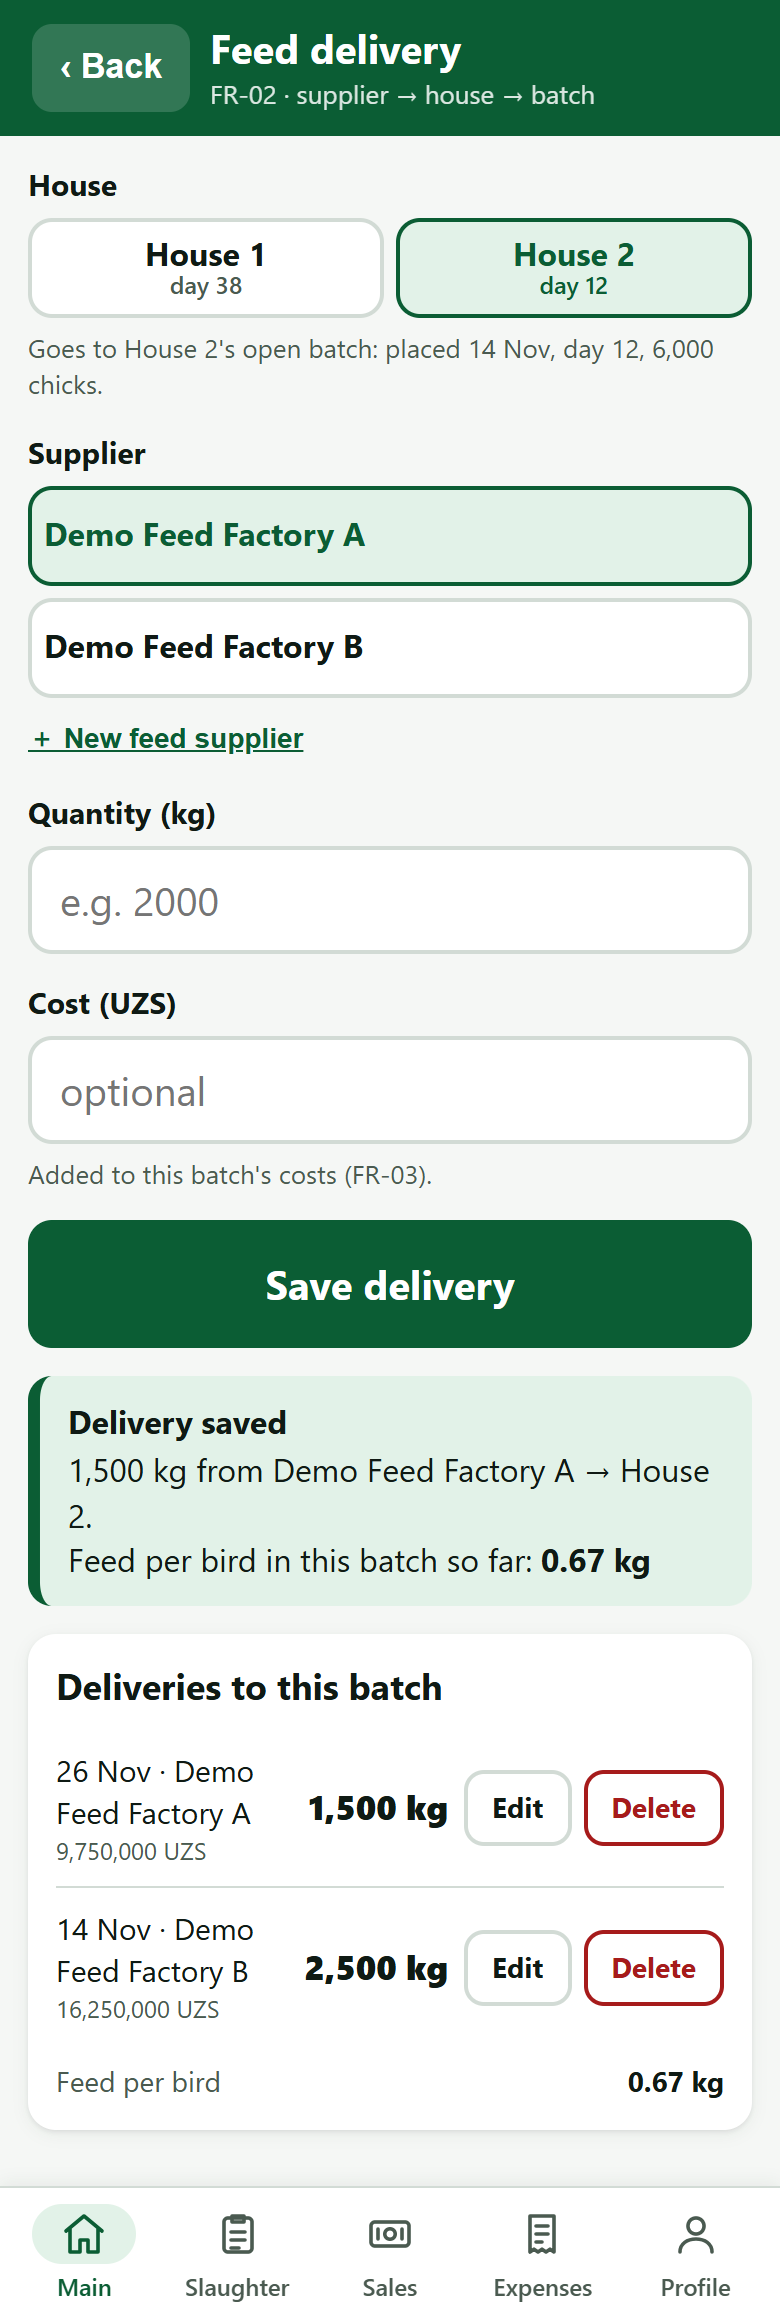 ‹ Back
Feed delivery
FR-02 · supplier → house → batch
House
House 1
day 38
House 2
day 12
Goes to House 2's open batch: placed 14 Nov, day 12, 6,000
chicks.
Supplier
Demo Feed Factory A
Demo Feed Factory B
+ New feed supplier
Quantity (kg)
e.g. 2000
Cost (UZS)
optional
Added to this batch's costs (FR-03).
Save delivery
Delivery saved
1,500 kg from Demo Feed Factory A → House
2.
Feed per bird in this batch so far: 0.67 kg
Deliveries to this batch
26 Nov · Demo
Feed Factory A
9,750,000 UZS
1,500 kg
Edit
Delete
14 Nov · Demo
Feed Factory B
16,250,000 UZS
2,500 kg
Edit
Delete
Feed per bird
0.67 kg
Main
Slaughter
Sales
Expenses
Profile